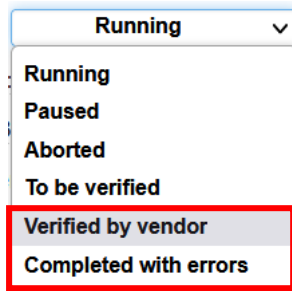 Running
Running
Paused
Aborted
To be verified
Verified by vendor
Completed with errors